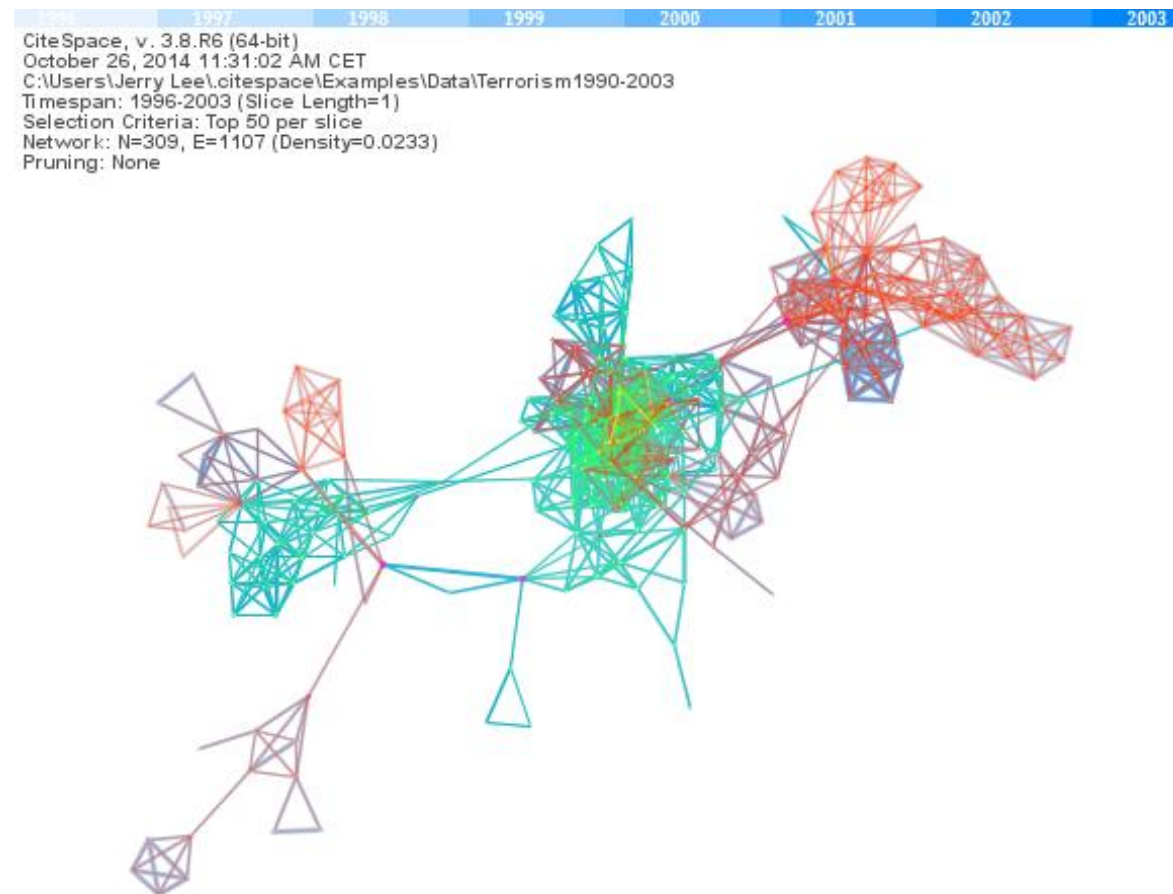 1996 1997 1998 1999 2000 2001 2002 2003
CiteSpace, v. 3.8.R6 (64-bit)
October 26, 2014 11:31:02 AM CET
C:\Users\Jerry Lee\.citespace\Examples\Data\Terrorism1990-2003
Timespan: 1996-2003 (Slice Length=1)
Selection Criteria: Top 50 per slice
Network: N=309, E=1107 (Density=0.0233)
Pruning: None